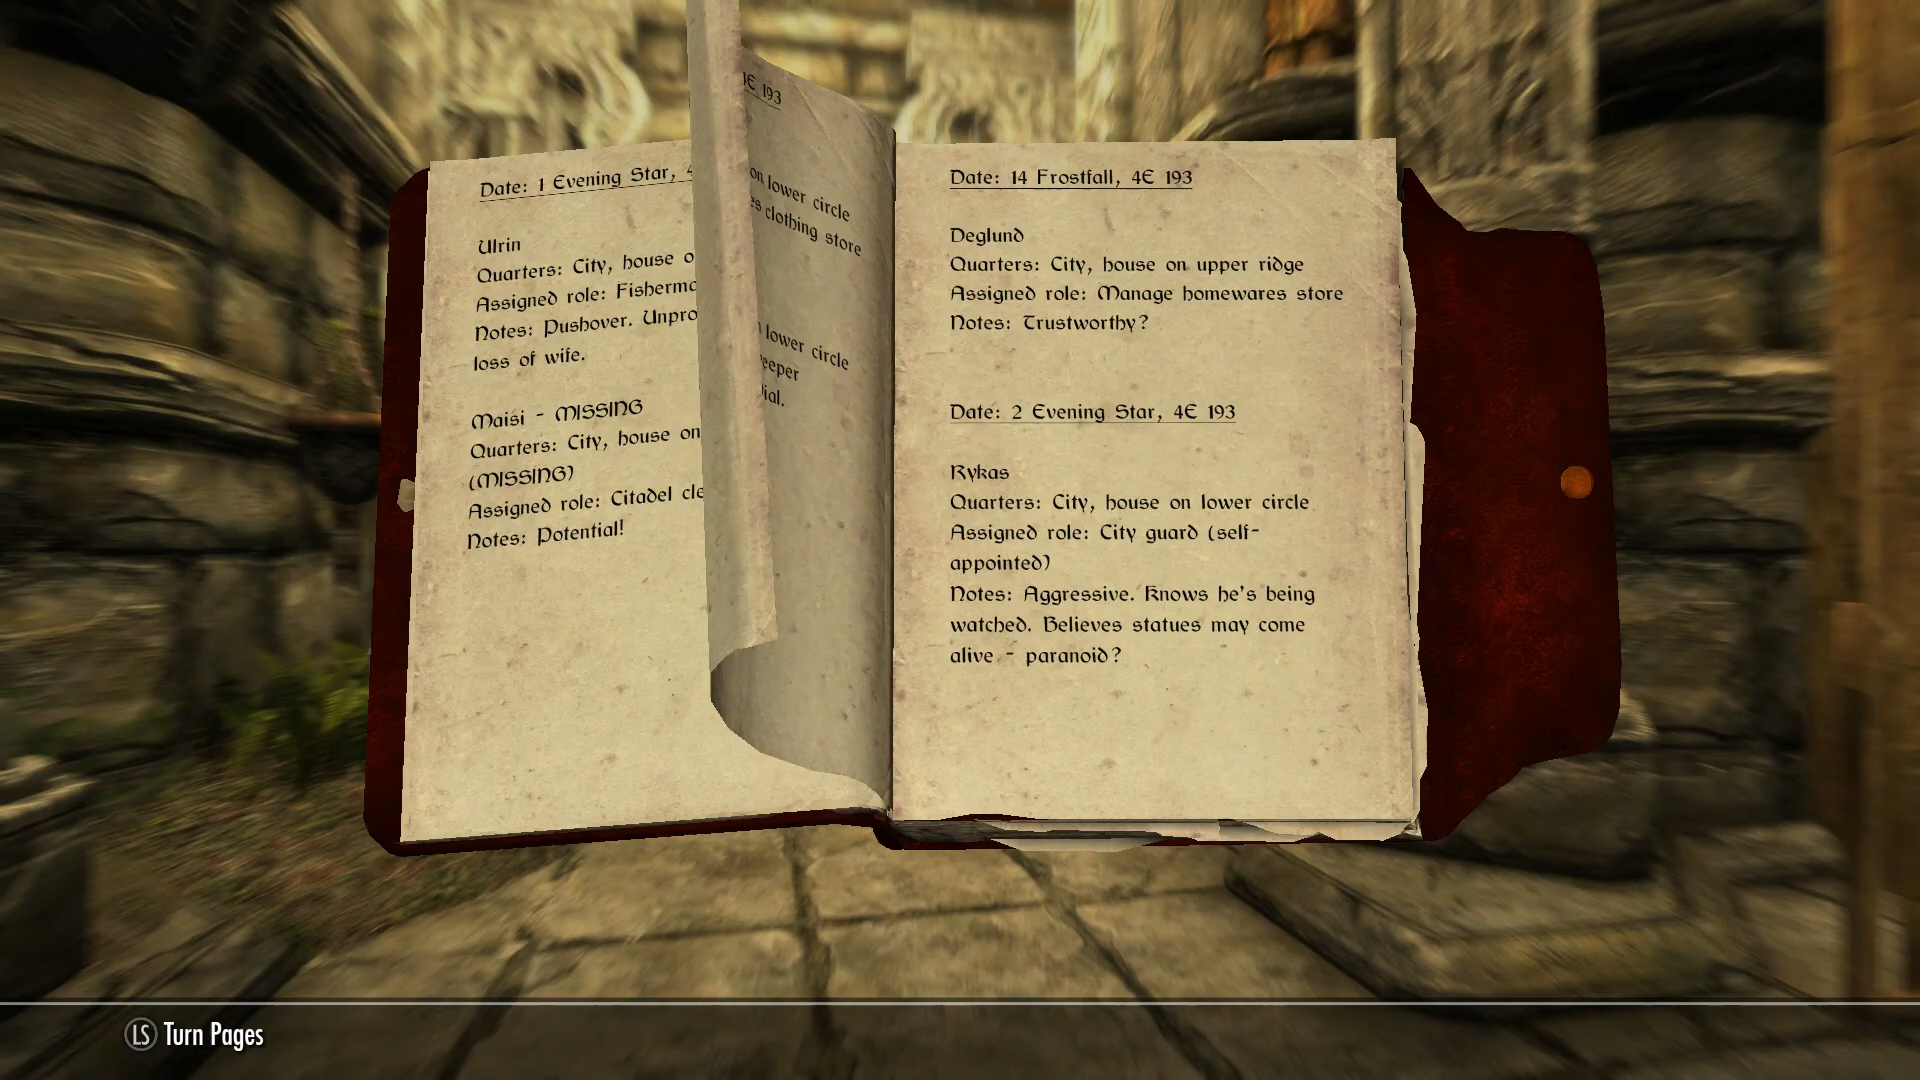 Date: 1 Evening Star,
Ulrin
Quarters: City, house
Assigned role:
Notes: Pushover.
loss of wife.
Maisi - MISSING
Quarters: City, house on
(MISSING)
Assigned role: Citadel
Notes: Potential!
193
on lower circle
clothing store
lower circle
Date: 14 Frostfall, 4E 193
Deglund
Quarters: City, house on upper ridge
Assigned role: Manage homewares store
Notes: Trustworthy?
Date: 2 Evening Star, 4E 193
Rykas
Quarters: City, house on lower circle
Assigned role: City guard (self-
appointed)
Notes: Aggressive. Knows he's being
watched. Believes statues may come
alive - paranoid?
LS Turn Pages